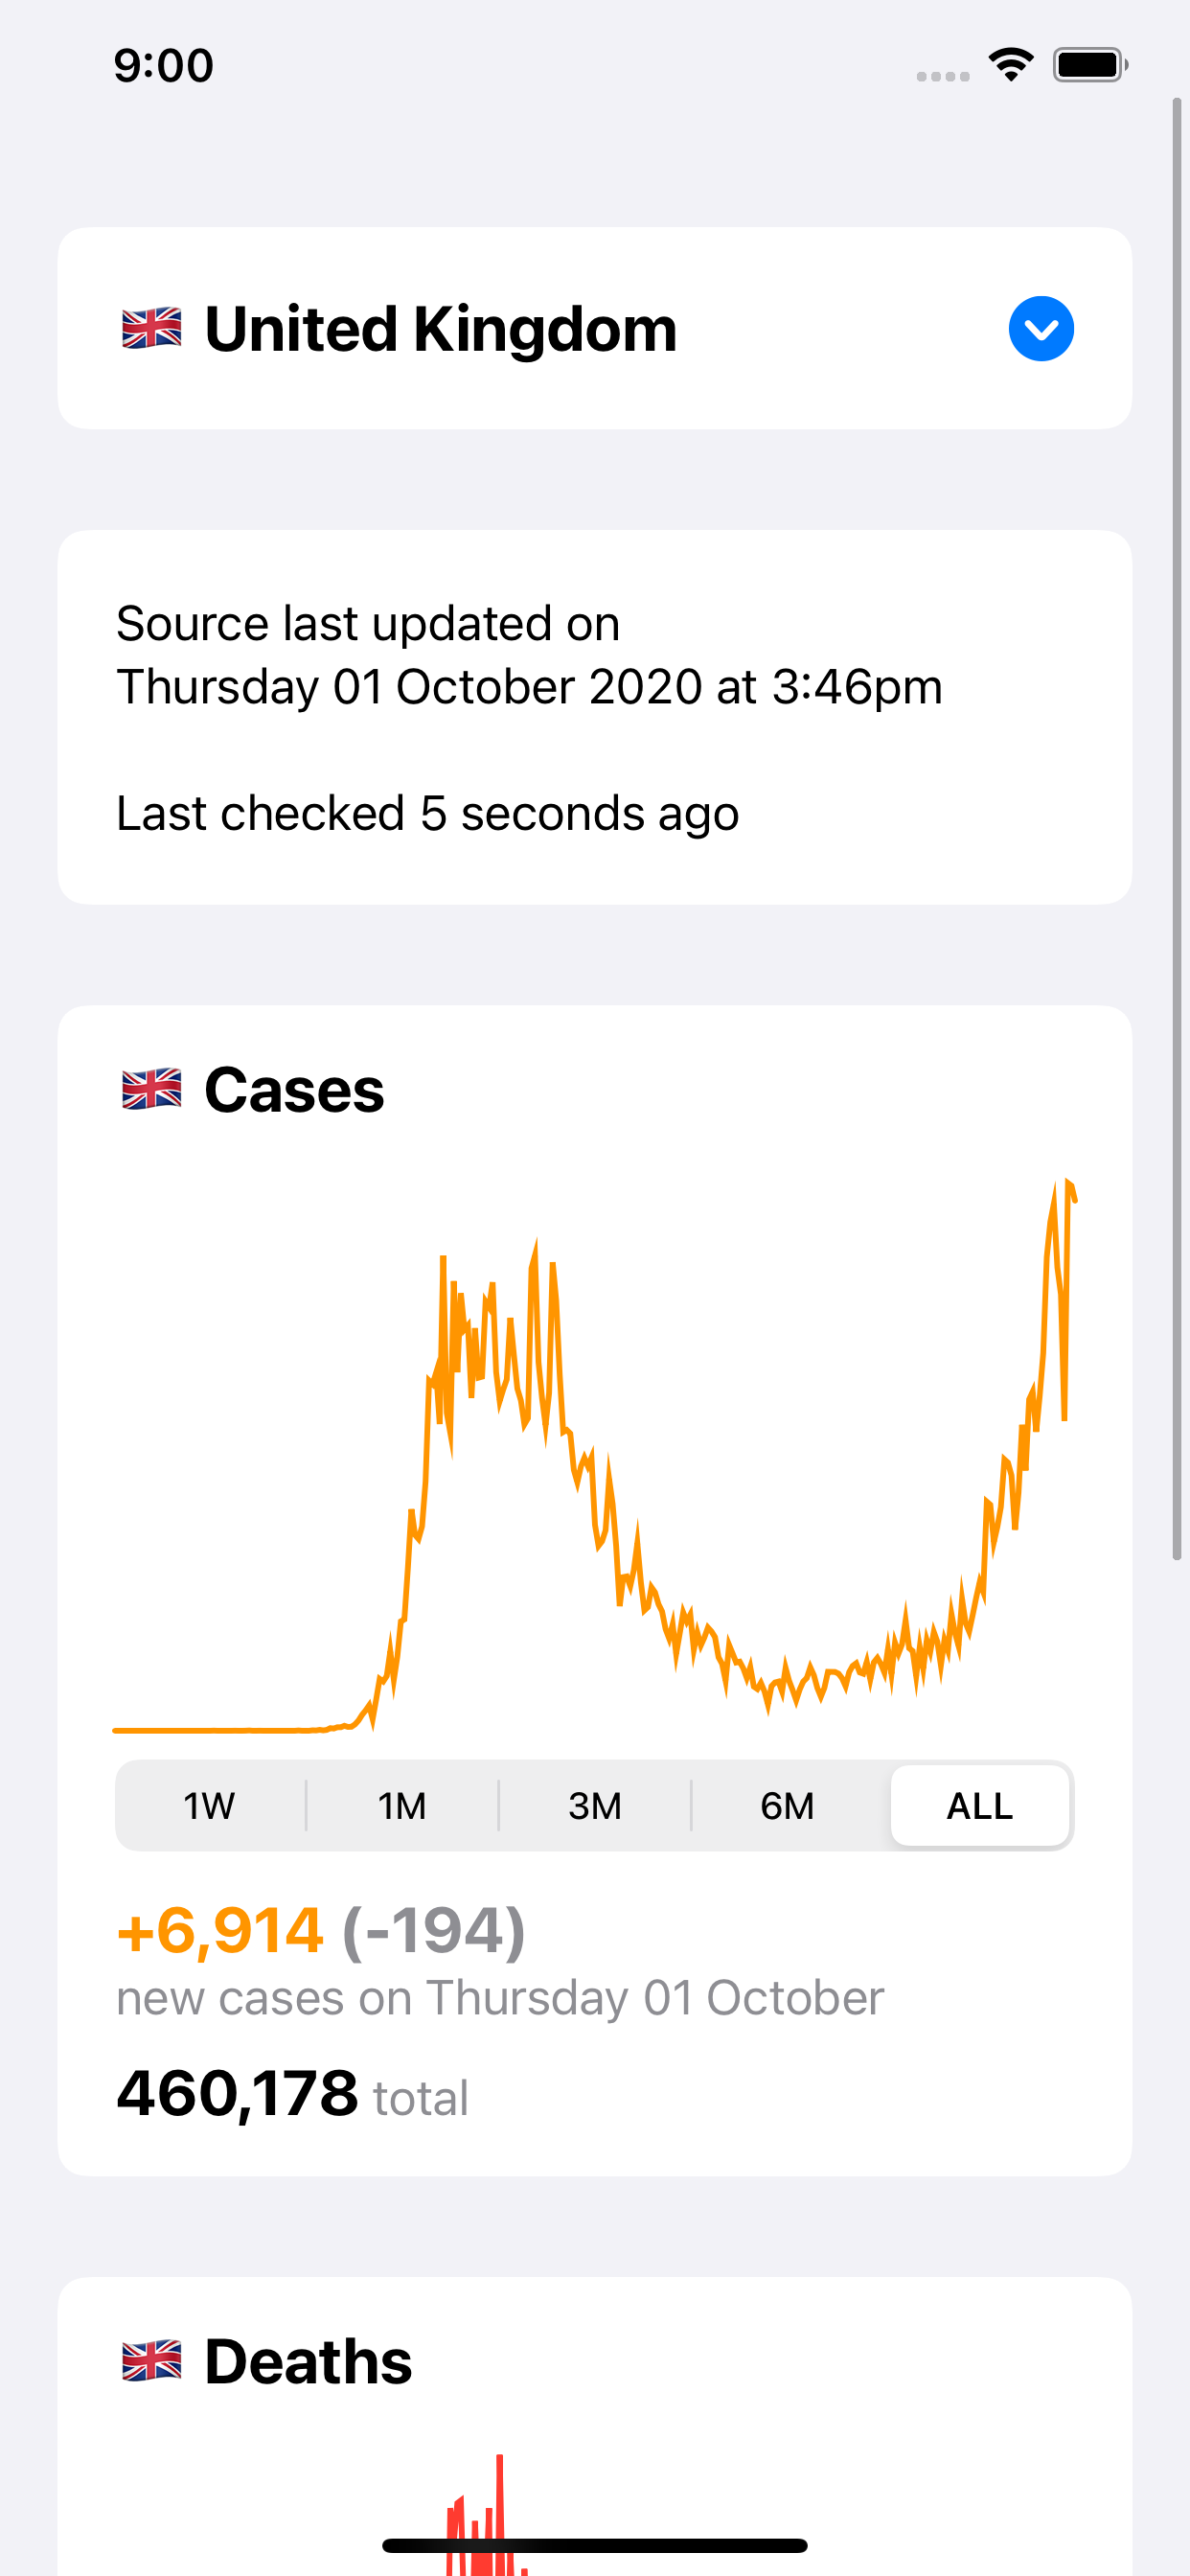 9:00
🇬🇧 United Kingdom
Source last updated on
Thursday 01 October 2020 at 3:46pm
Last checked 5 seconds ago
🇬🇧 Cases
1W 1M 3M 6M ALL
+6,914 (-194)
new cases on Thursday 01 October
460,178 total
🇬🇧 Deaths